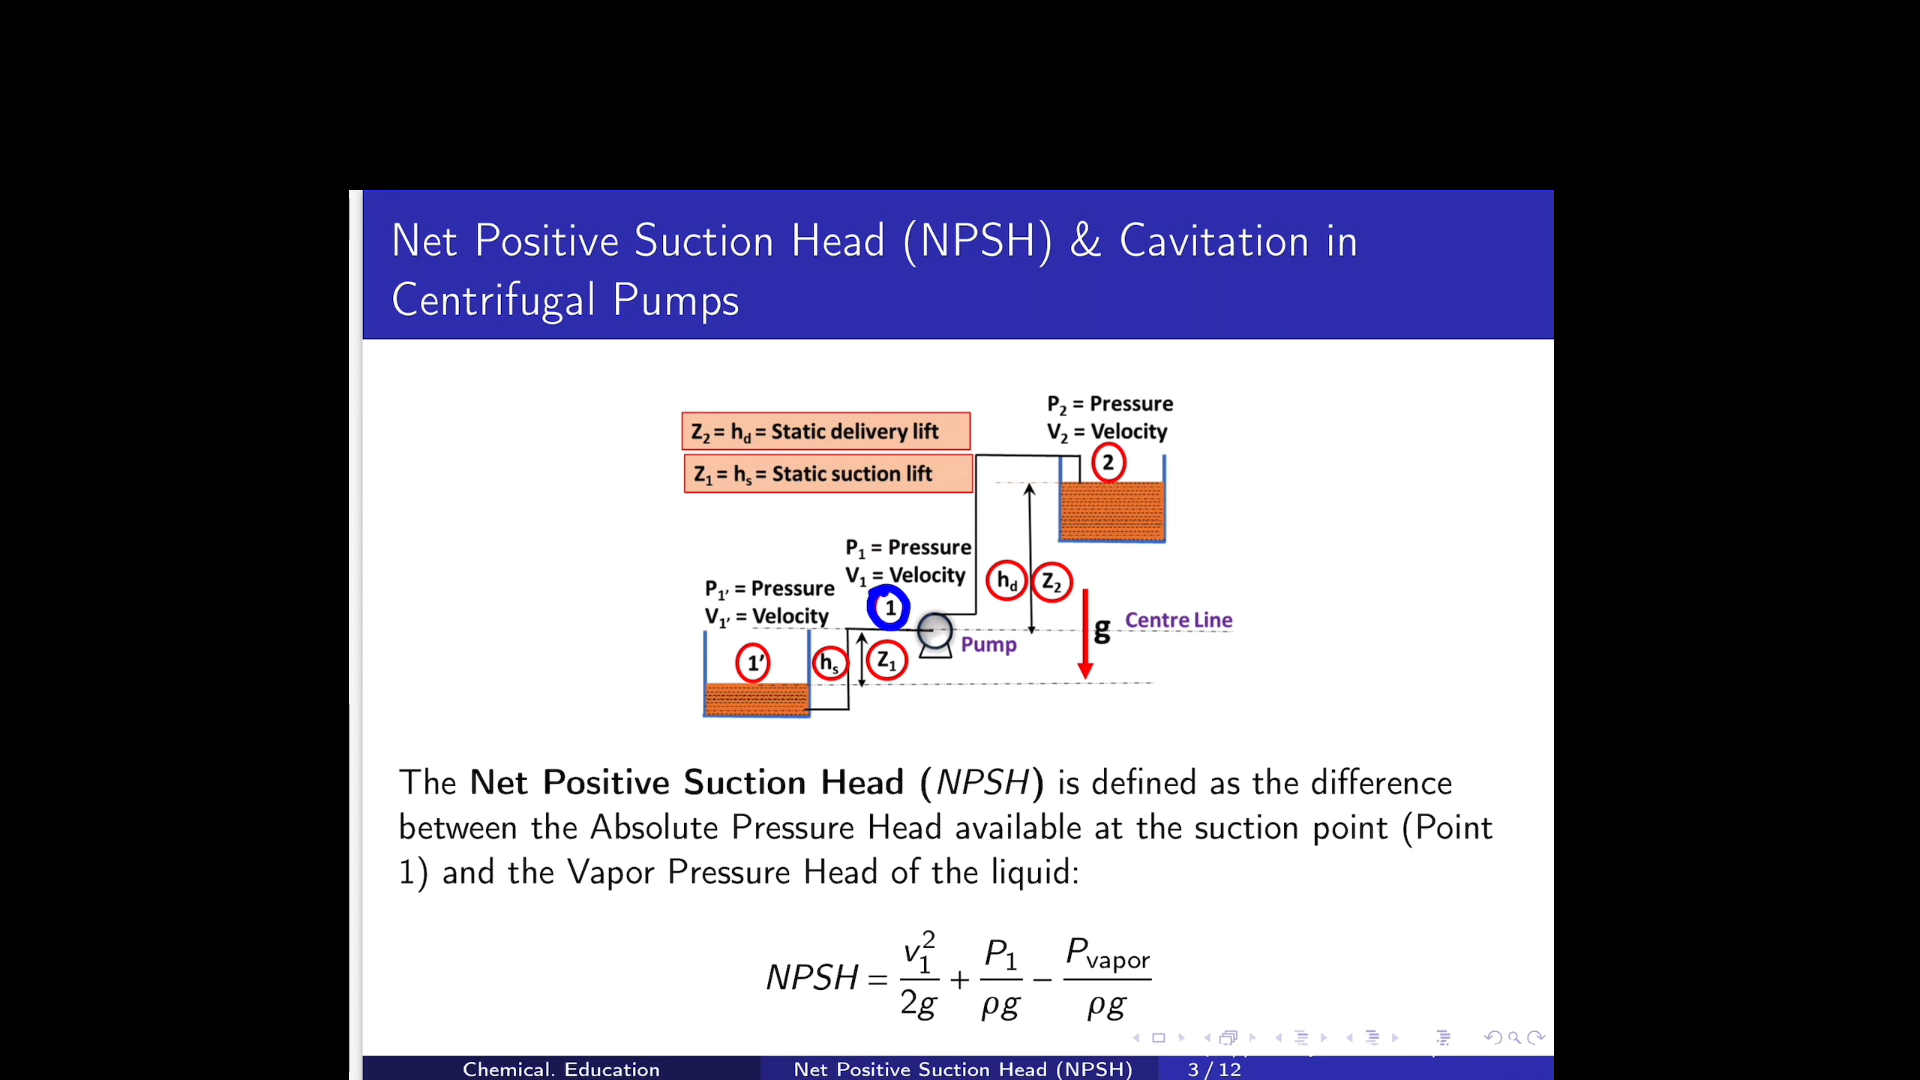 Net Positive Suction Head (NPSH) & Cavitation in
Centrifugal Pumps
P₂ = Pressure
V₂ = Velocity
Z₂ = h_d = Static delivery lift
Z₁ = h_s = Static suction lift
2
P₁ = Pressure
V₁ = Velocity
h_d
Z₂
P₁' = Pressure
V₁' = Velocity
1
g
Centre Line
Pump
1'
h_s
Z₁
The Net Positive Suction Head (NPSH) is defined as the difference
between the Absolute Pressure Head available at the suction point (Point
1) and the Vapor Pressure Head of the liquid:
NPSH = v₁²/2g + P₁/ρg − P_vapor/ρg
Chemical. Education Net Positive Suction Head (NPSH) 3 / 12